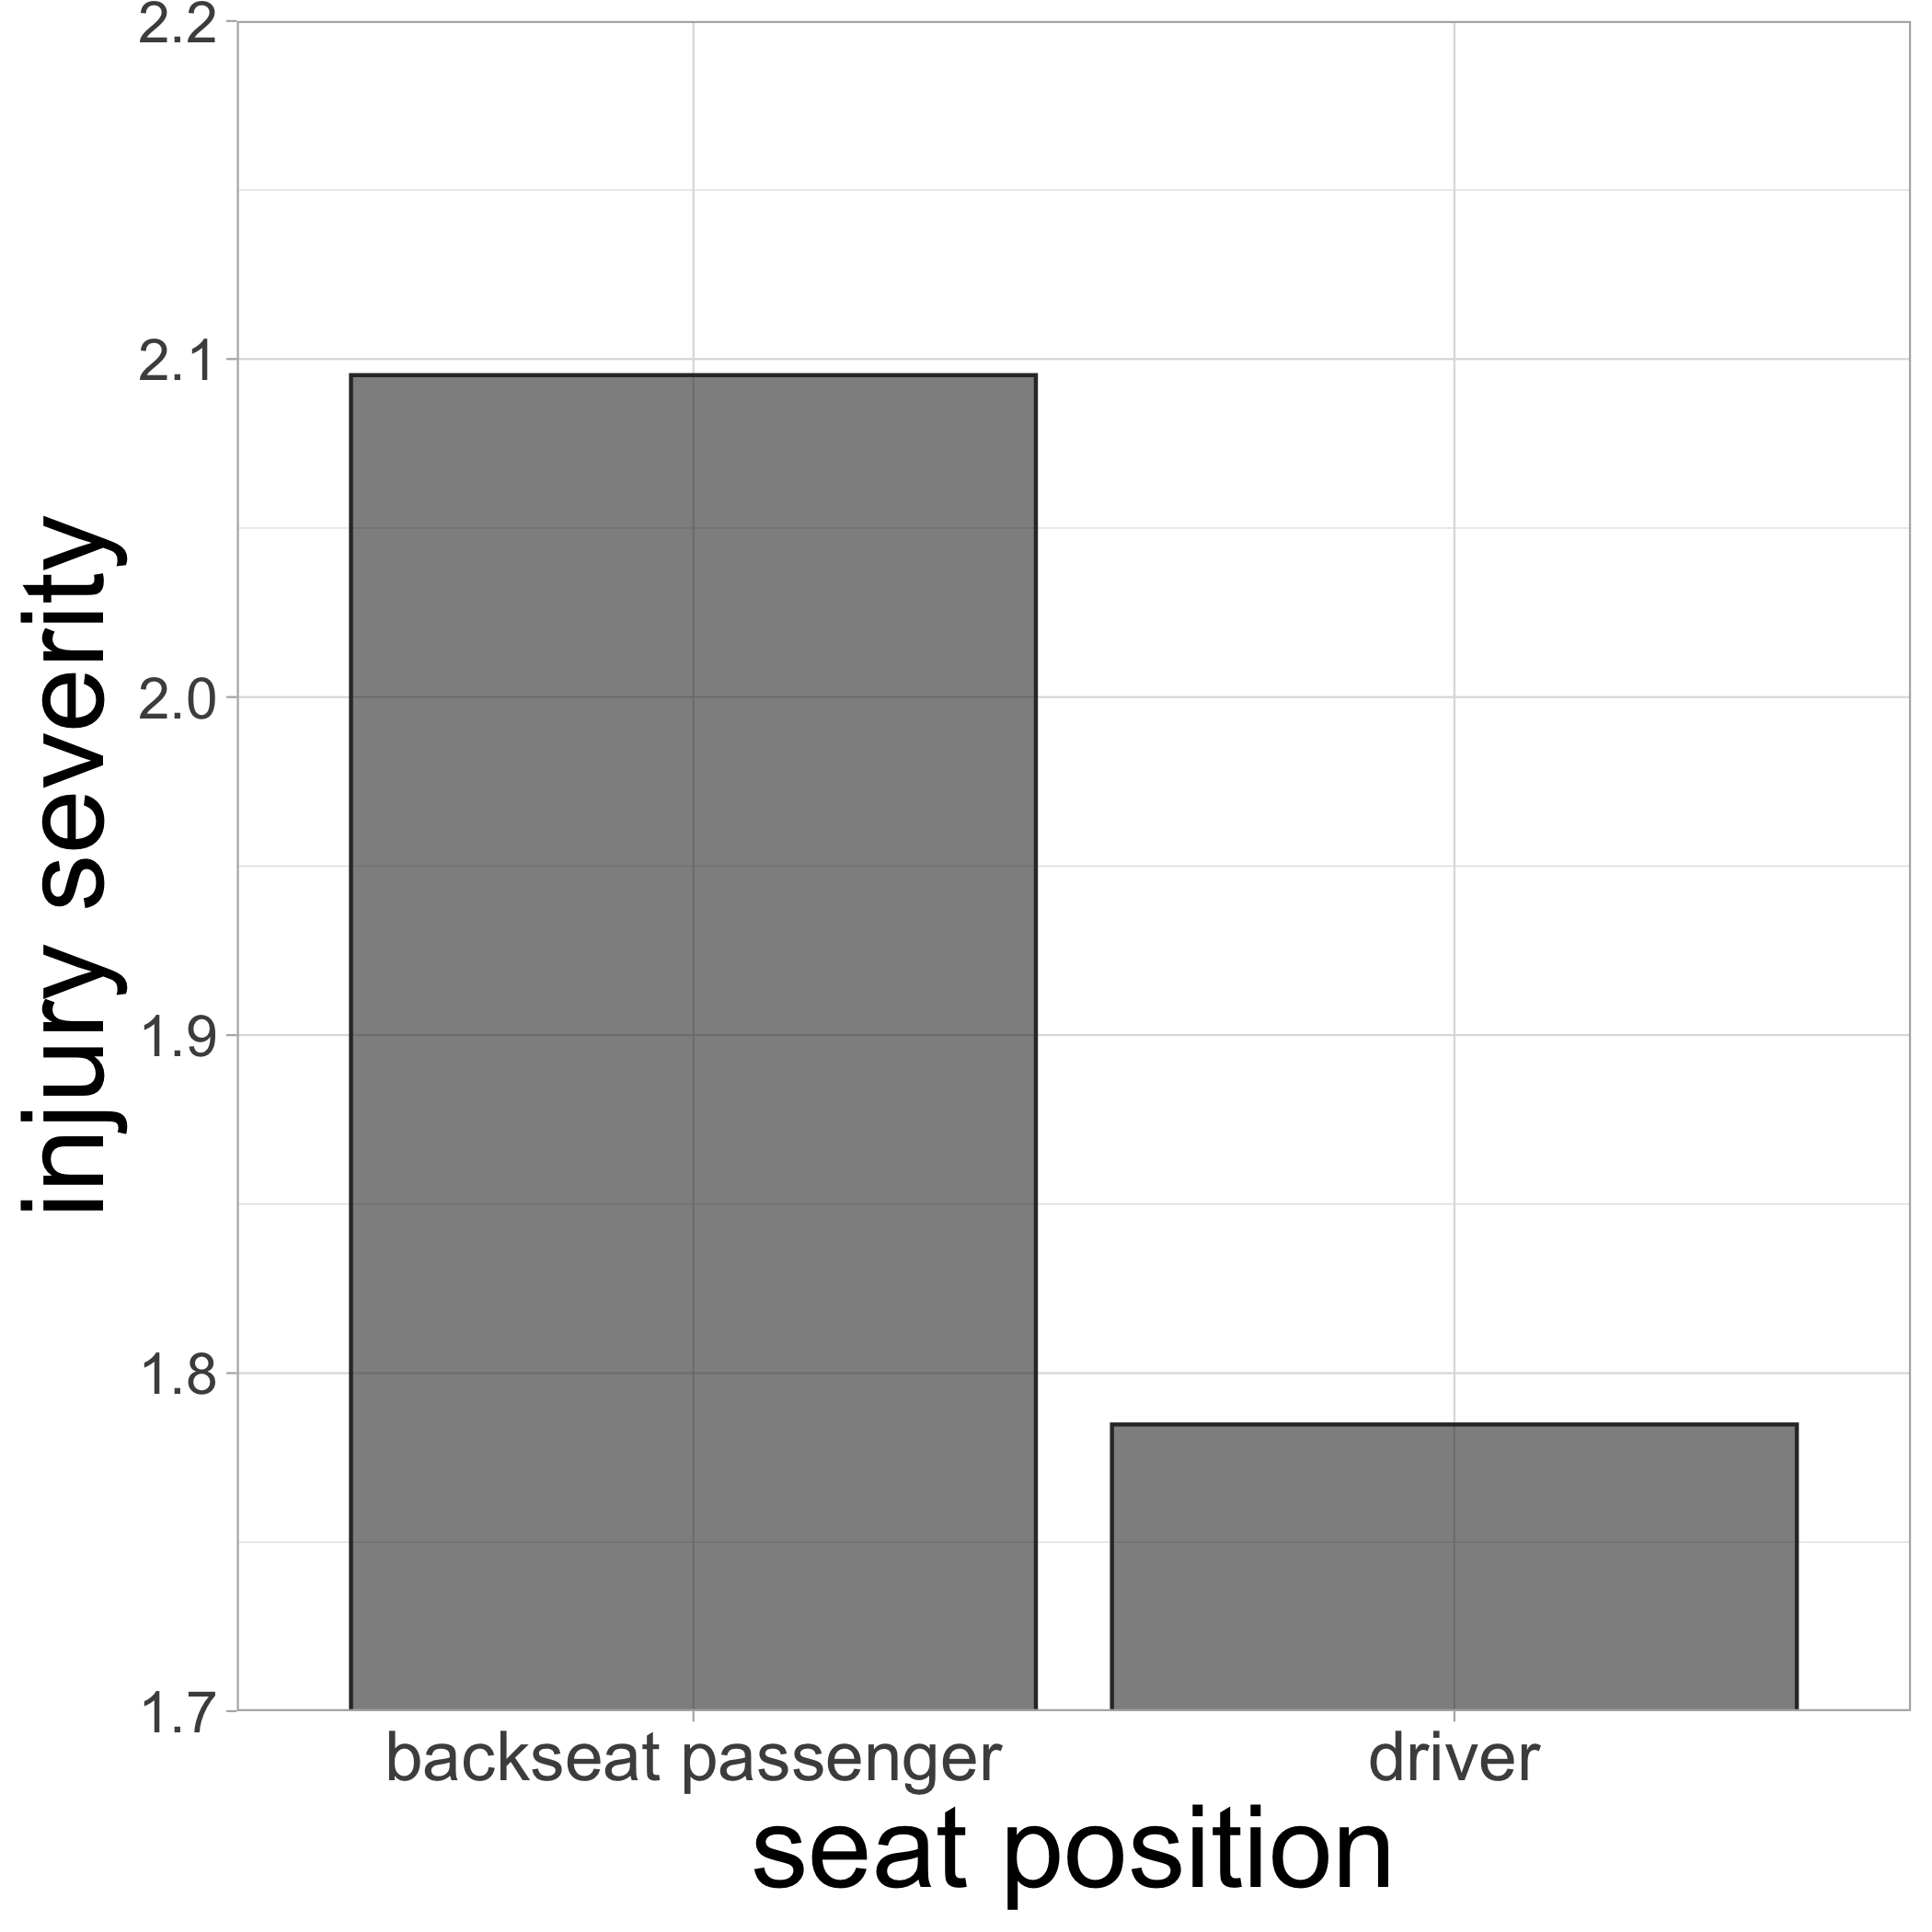 injury severity
2.2
2.1
2.0
1.9
1.8
1.7
backseat passenger
driver
seat position